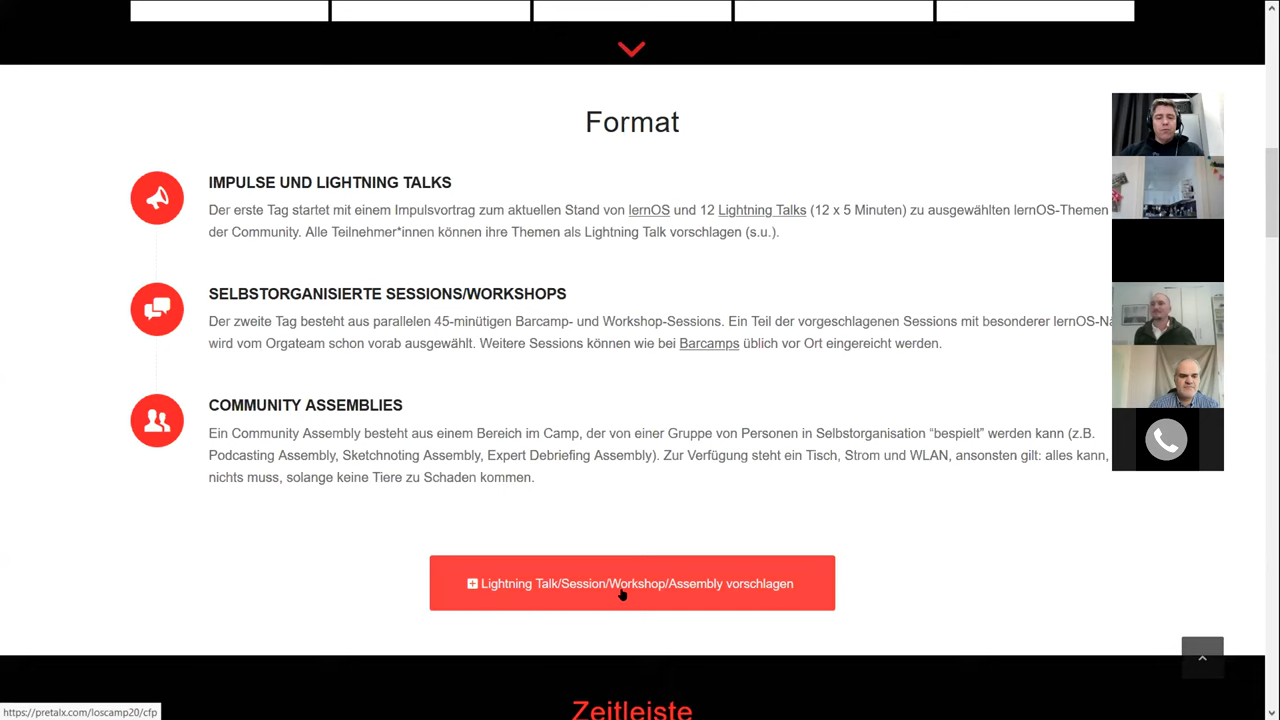 Format
IMPULSE UND LIGHTNING TALKS
Der erste Tag startet mit einem Impulsvortrag zum aktuellen Stand von lernOS und 12 Lightning Talks (12 x 5 Minuten) zu ausgewählten lernOS-Themen
der Community. Alle Teilnehmer*innen können ihre Themen als Lightning Talk vorschlagen (s.u.).
SELBSTORGANISIERTE SESSIONS/WORKSHOPS
Der zweite Tag besteht aus parallelen 45-minütigen Barcamp- und Workshop-Sessions. Ein Teil der vorgeschlagenen Sessions mit besonderer
wird vom Orgateam schon vorab ausgewählt. Weitere Sessions können wie bei Barcamps üblich vor Ort eingereicht werden.
COMMUNITY ASSEMBLIES
Ein Community Assembly besteht aus einem Bereich im Camp, der von einer Gruppe von Personen in Selbstorganisation “bespielt” werden kann (z.B.
Podcasting Assembly, Sketchnoting Assembly, Expert Debriefing Assembly). Zur Verfügung steht ein Tisch, Strom und WLAN, ansonsten gilt: alles kann,
nichts muss, solange keine Tiere zu Schaden kommen.
Lightning Talk/Session/Workshop/Assembly vorschlagen
Zeitleiste
https://pretalx.com/loscamp20/cfp